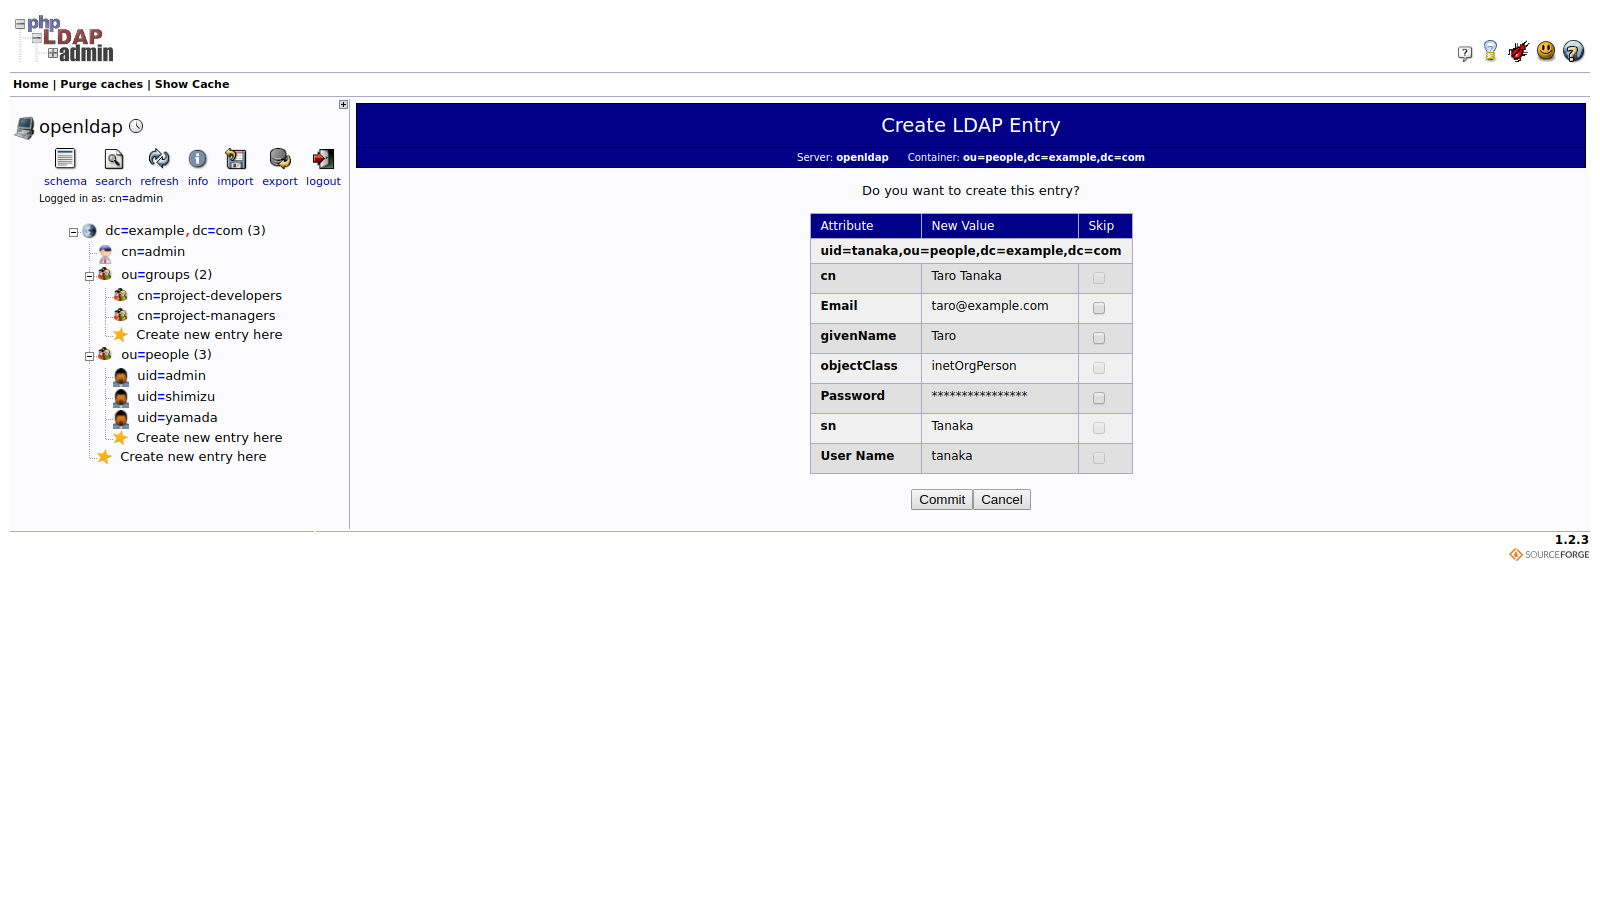 php
LDAP
admin
Home | Purge caches | Show Cache
openldap
schema search refresh info import export logout
Logged in as: cn=admin
dc=example,dc=com (3)
cn=admin
ou=groups (2)
cn=project-developers
cn=project-managers
Create new entry here
ou=people (3)
uid=admin
uid=shimizu
uid=yamada
Create new entry here
Create new entry here
Create LDAP Entry
Server: openldap Container: ou=people,dc=example,dc=com
Do you want to create this entry?
Attribute New Value Skip
uid=tanaka,ou=people,dc=example,dc=com
cn Taro Tanaka
Email taro@example.com
givenName Taro
objectClass inetOrgPerson
Password ****************
sn Tanaka
User Name tanaka
Commit Cancel
1.2.3
SOURCEFORGE